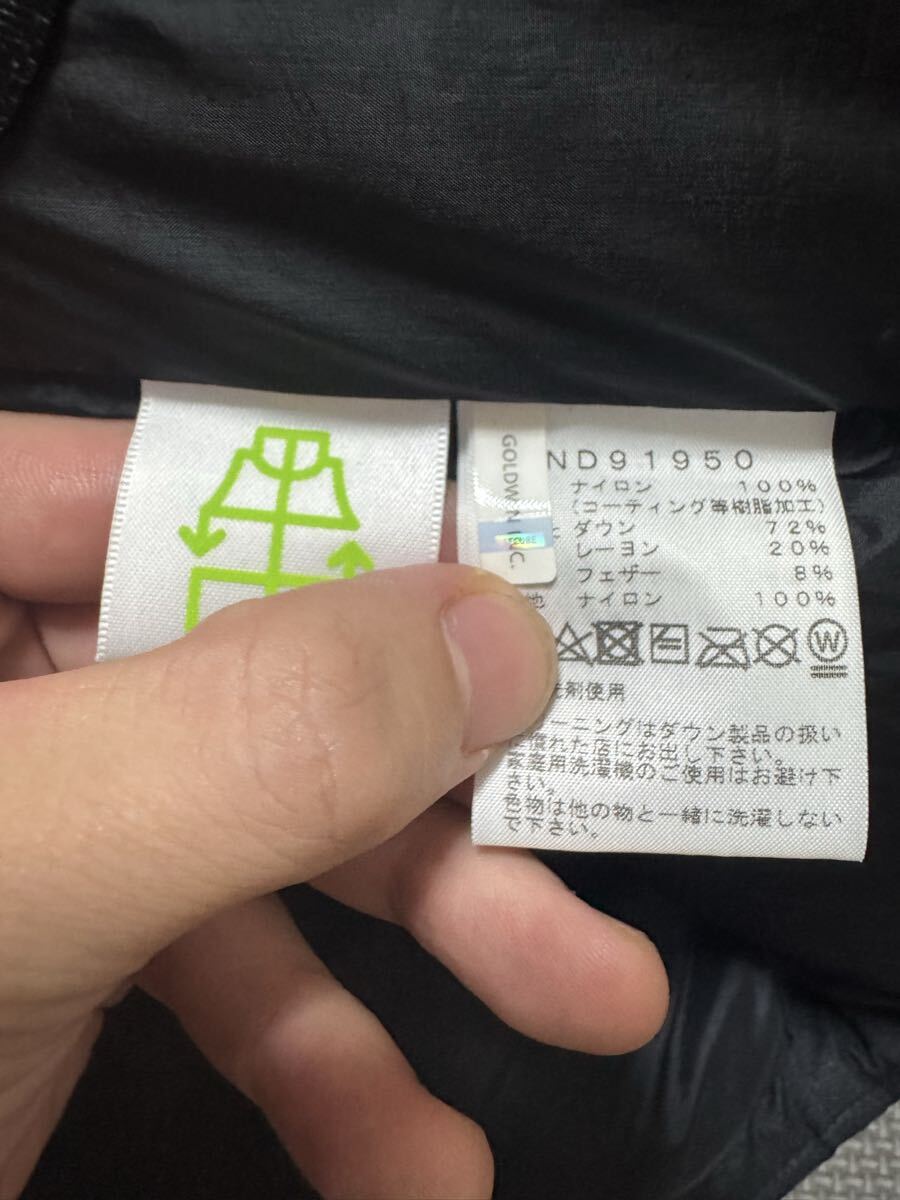 GOLDWIN INC.
ND91950
ナイロン 100%
(コーティング等樹脂加工)
ダウン 72%
レーヨン 20%
フェザー 8%
他 ナイロン 100%
W
剤使用
ーニングはダウン製品の扱い
に慣れた店にお出し下さい。
家庭用洗濯機のご使用はお避け下
さい。
色物は他の物と一緒に洗濯しない
で下さい。